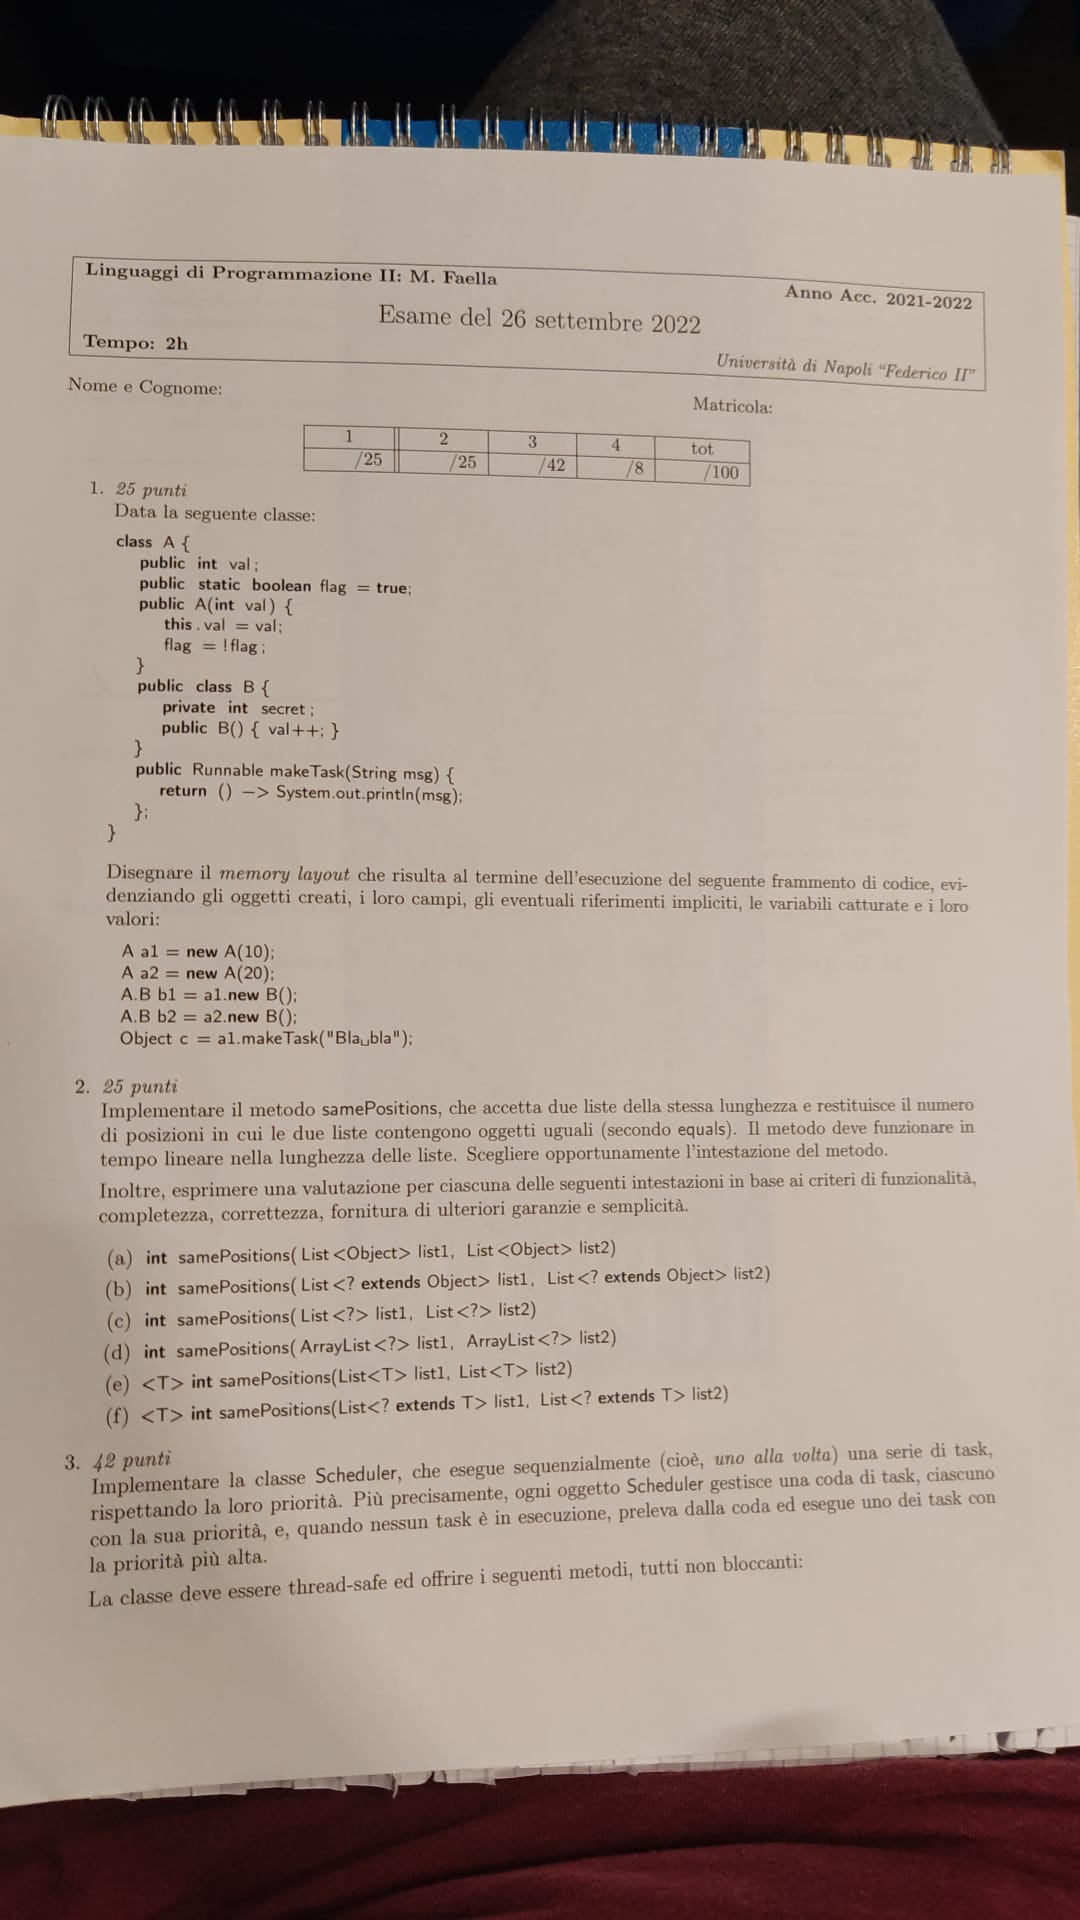 Linguaggi di Programmazione II: M. Faella
Anno Acc. 2021-2022
Esame del 26 settembre 2022
Tempo: 2h
Università di Napoli “Federico II”
Nome e Cognome:
Matricola:
1 2 3 4 tot
/25 /25 /42 /8 /100
1. 25 punti
Data la seguente classe:
class A {
public int val;
public static boolean flag = true;
public A(int val) {
this.val = val;
flag = !flag;
}
public class B {
private int secret;
public B() { val++; }
}
public Runnable makeTask(String msg) {
return () −> System.out.println(msg);
};
}
Disegnare il memory layout che risulta al termine dell'esecuzione del seguente frammento di codice, evi-
denziando gli oggetti creati, i loro campi, gli eventuali riferimenti impliciti, le variabili catturate e i loro
valori:
A a1 = new A(10);
A a2 = new A(20);
A.B b1 = a1.new B();
A.B b2 = a2.new B();
Object c = a1.makeTask("Bla␣bla");
2. 25 punti
Implementare il metodo samePositions, che accetta due liste della stessa lunghezza e restituisce il numero
di posizioni in cui le due liste contengono oggetti uguali (secondo equals). Il metodo deve funzionare in
tempo lineare nella lunghezza delle liste. Scegliere opportunamente l'intestazione del metodo.
Inoltre, esprimere una valutazione per ciascuna delle seguenti intestazioni in base ai criteri di funzionalità,
completezza, correttezza, fornitura di ulteriori garanzie e semplicità.
(a) int samePositions(List<Object> list1, List<Object> list2)
(b) int samePositions(List<? extends Object> list1, List<? extends Object> list2)
(c) int samePositions(List<?> list1, List<?> list2)
(d) int samePositions(ArrayList<?> list1, ArrayList<?> list2)
(e) <T> int samePositions(List<T> list1, List<T> list2)
(f) <T> int samePositions(List<? extends T> list1, List<? extends T> list2)
3. 42 punti
Implementare la classe Scheduler, che esegue sequenzialmente (cioè, uno alla volta) una serie di task,
rispettando la loro priorità. Più precisamente, ogni oggetto Scheduler gestisce una coda di task, ciascuno
con la sua priorità, e, quando nessun task è in esecuzione, preleva dalla coda ed esegue uno dei task con
la priorità più alta.
La classe deve essere thread-safe ed offrire i seguenti metodi, tutti non bloccanti: